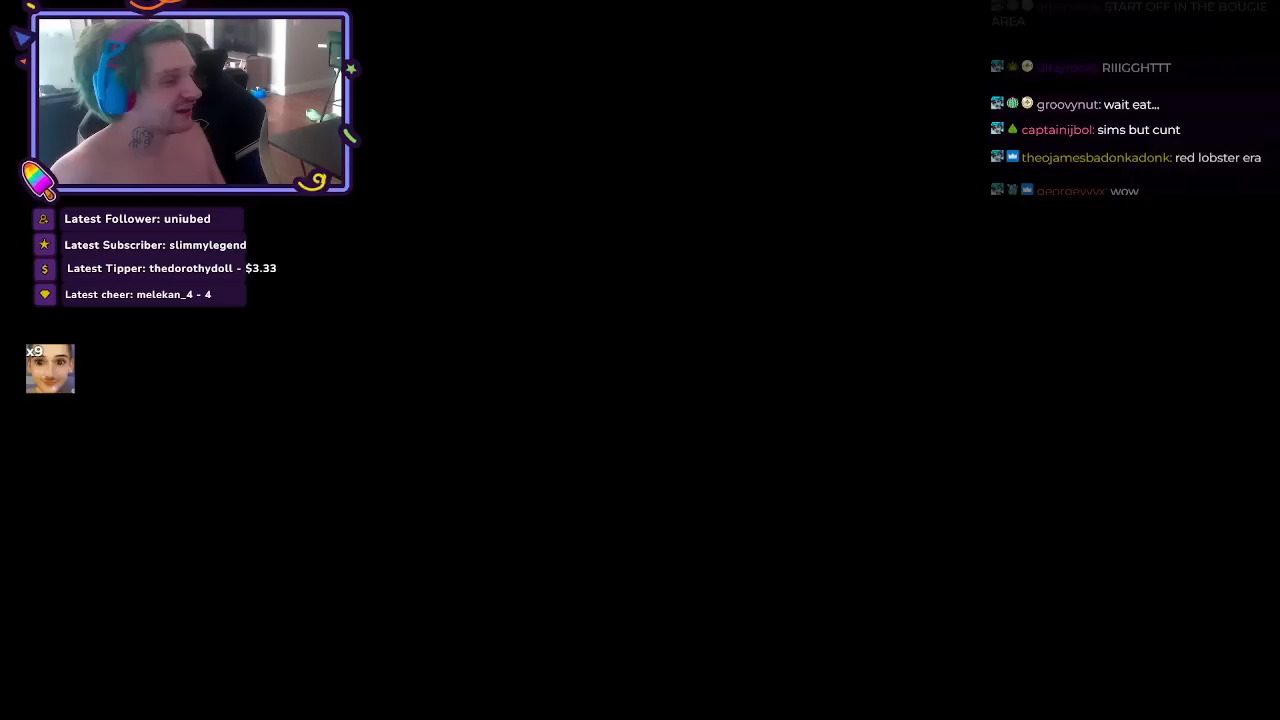 START OFF IN THE BOUGIE
AREA
RIIIGGHTTT
groovynut: wait eat...
captainijbol: sims but cunt
theojamesbadonkadonk: red lobster era
georgeyvyx: wow
Latest Follower: uniubed
Latest Subscriber: slimmylegend
Latest Tipper: thedorothydoll - $3.33
Latest cheer: melekan_4 - 4
x9